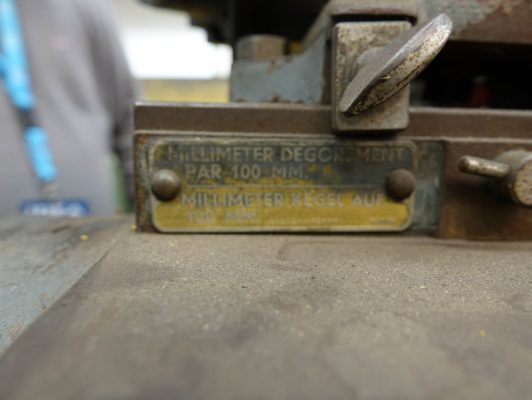 MILLIMETER DEGORGEMENT
PAR 100 MM
MILLIMETER KEGEL AUF
100 MM